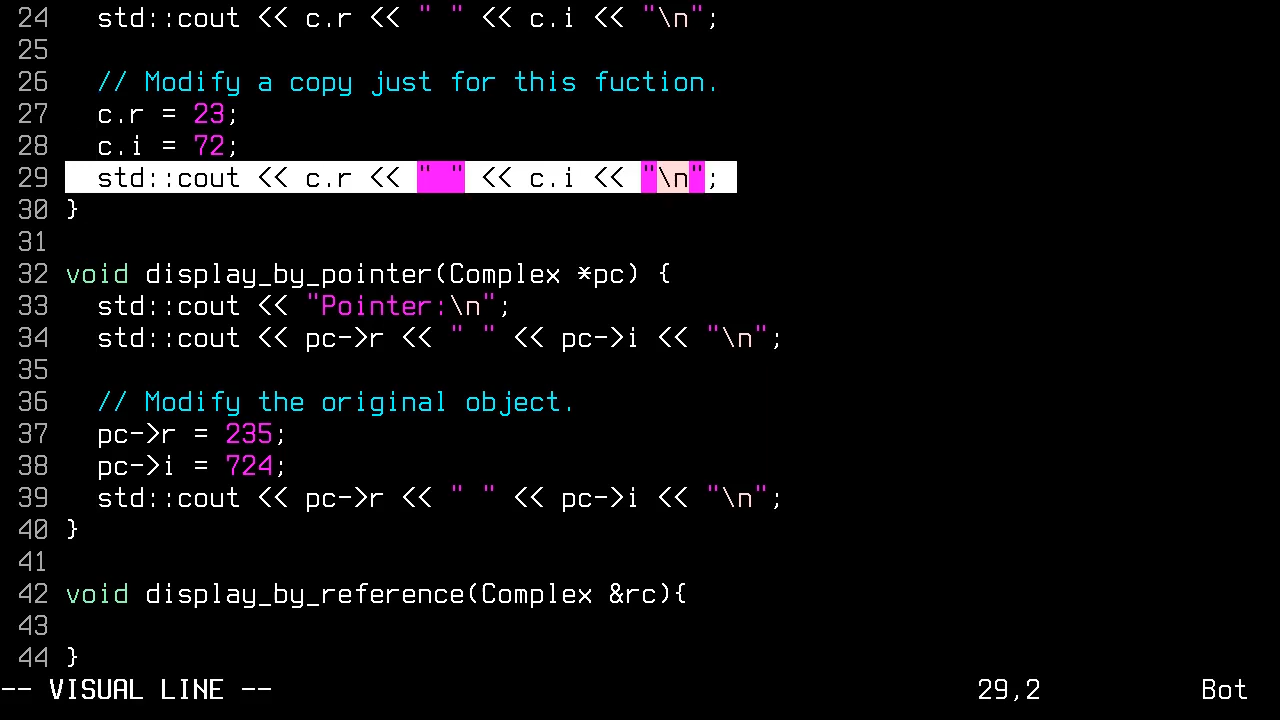 24   std::cout << c.r << " " << c.i << "\n";
25
26   // Modify a copy just for this fuction.
27   c.r = 23;
28   c.i = 72;
29   std::cout << c.r << " " << c.i << "\n";
30 }
31
32 void display_by_pointer(Complex *pc) {
33   std::cout << "Pointer:\n";
34   std::cout << pc->r << " " << pc->i << "\n";
35
36   // Modify the original object.
37   pc->r = 235;
38   pc->i = 724;
39   std::cout << pc->r << " " << pc->i << "\n";
40 }
41
42 void display_by_reference(Complex &rc){
43
44 }
-- VISUAL LINE -- 29,2 Bot